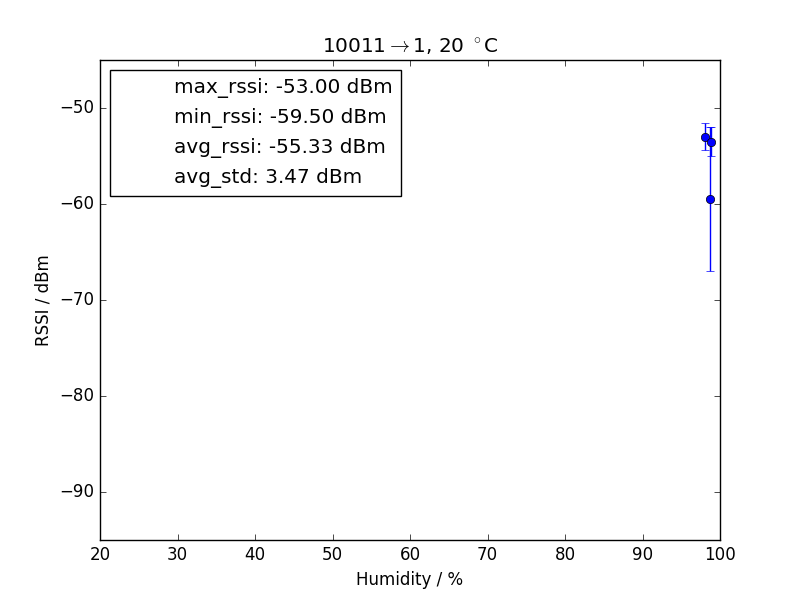 10011→1, 20 °C
max_rssi: -53.00 dBm
min_rssi: -59.50 dBm
avg_rssi: -55.33 dBm
avg_std: 3.47 dBm
RSSI / dBm
−50
−60
−70
−80
−90
20 30 40 50 60 70 80 90 100
Humidity / %